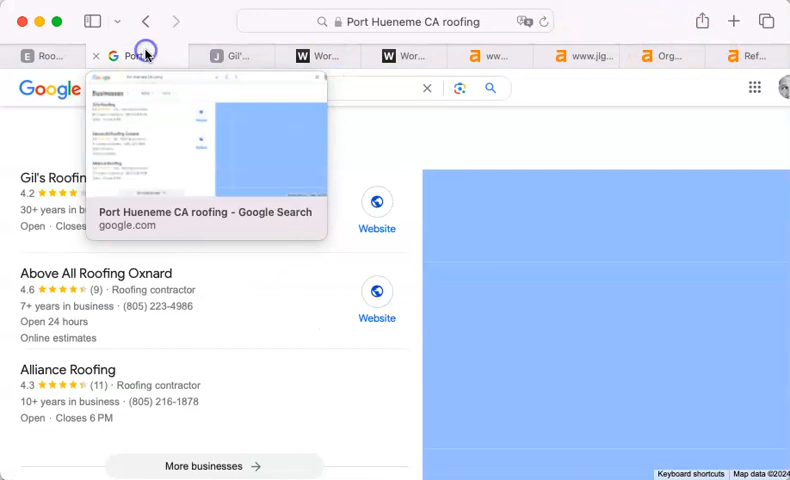 Port Hueneme CA roofing
E Roo...
Port
J Gil'...
W Wor...
W Wor...
a ww...
a www.jlg...
a Org...
a Ref...
Google
Businesses
Port Hueneme CA roofing - Google Search
google.com
Gil's Roofin
4.2
30+ years in b
Open · Closes
Website
Above All Roofing Oxnard
4.6 (9) · Roofing contractor
7+ years in business · (805) 223-4986
Open 24 hours
Online estimates
Website
Alliance Roofing
4.3 (11) · Roofing contractor
10+ years in business · (805) 216-1878
Open · Closes 6 PM
More businesses
Keyboard shortcuts
Map data ©2024